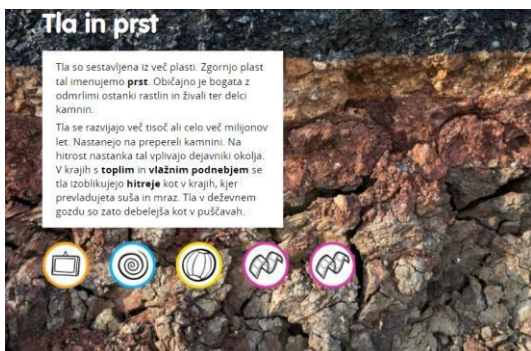 Tla in prst
Tla so sestavljena iz več plasti. Zgornjo plast
tal imenujemo prst. Običajno je bogata z
odmrlimi ostanki rastlin in živali ter delci
kamnin.
Tla se razvijajo več tisoč ali celo več milijonov
let. Nastanejo na prepereli kamnini. Na
hitrost nastanka tal vplivajo dejavniki okolja.
V krajih s toplim in vlažnim podnebjem se
tla izoblikujejo hitreje kot v krajih, kjer
prevladujeta suša in mraz. Tla v deževnem
gozdu so zato debelejša kot v puščavah.